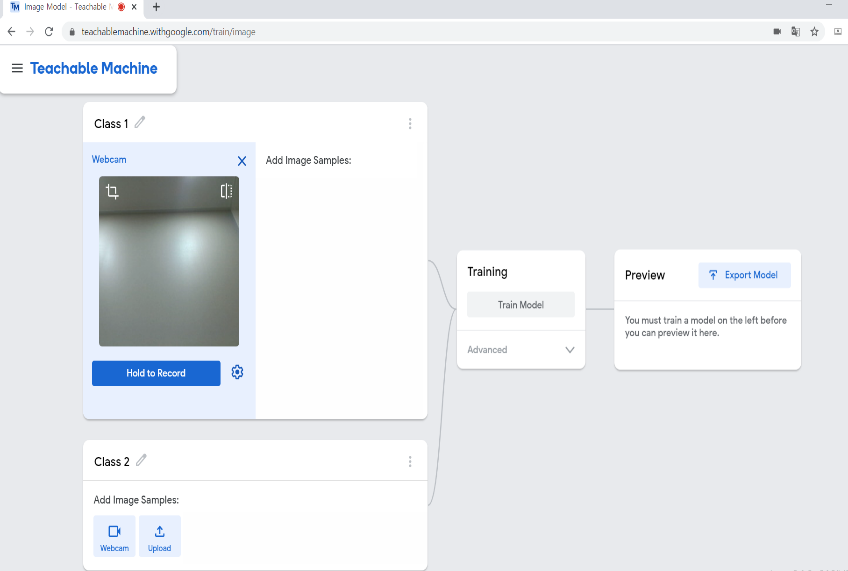 Image Model - Teachable M
teachablemachine.withgoogle.com/train/image
Teachable Machine
Class 1
Webcam
Add Image Samples:
Hold to Record
Training
Train Model
Advanced
Preview
Export Model
You must train a model on the left before
you can preview it here.
Class 2
Add Image Samples:
Webcam
Upload